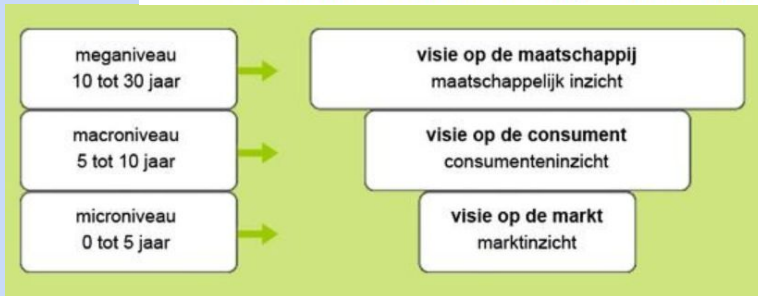 meganiveau
10 tot 30 jaar
visie op de maatschappij
maatschappelijk inzicht
macroniveau
5 tot 10 jaar
visie op de consument
consumenteninzicht
microniveau
0 tot 5 jaar
visie op de markt
marktinzicht